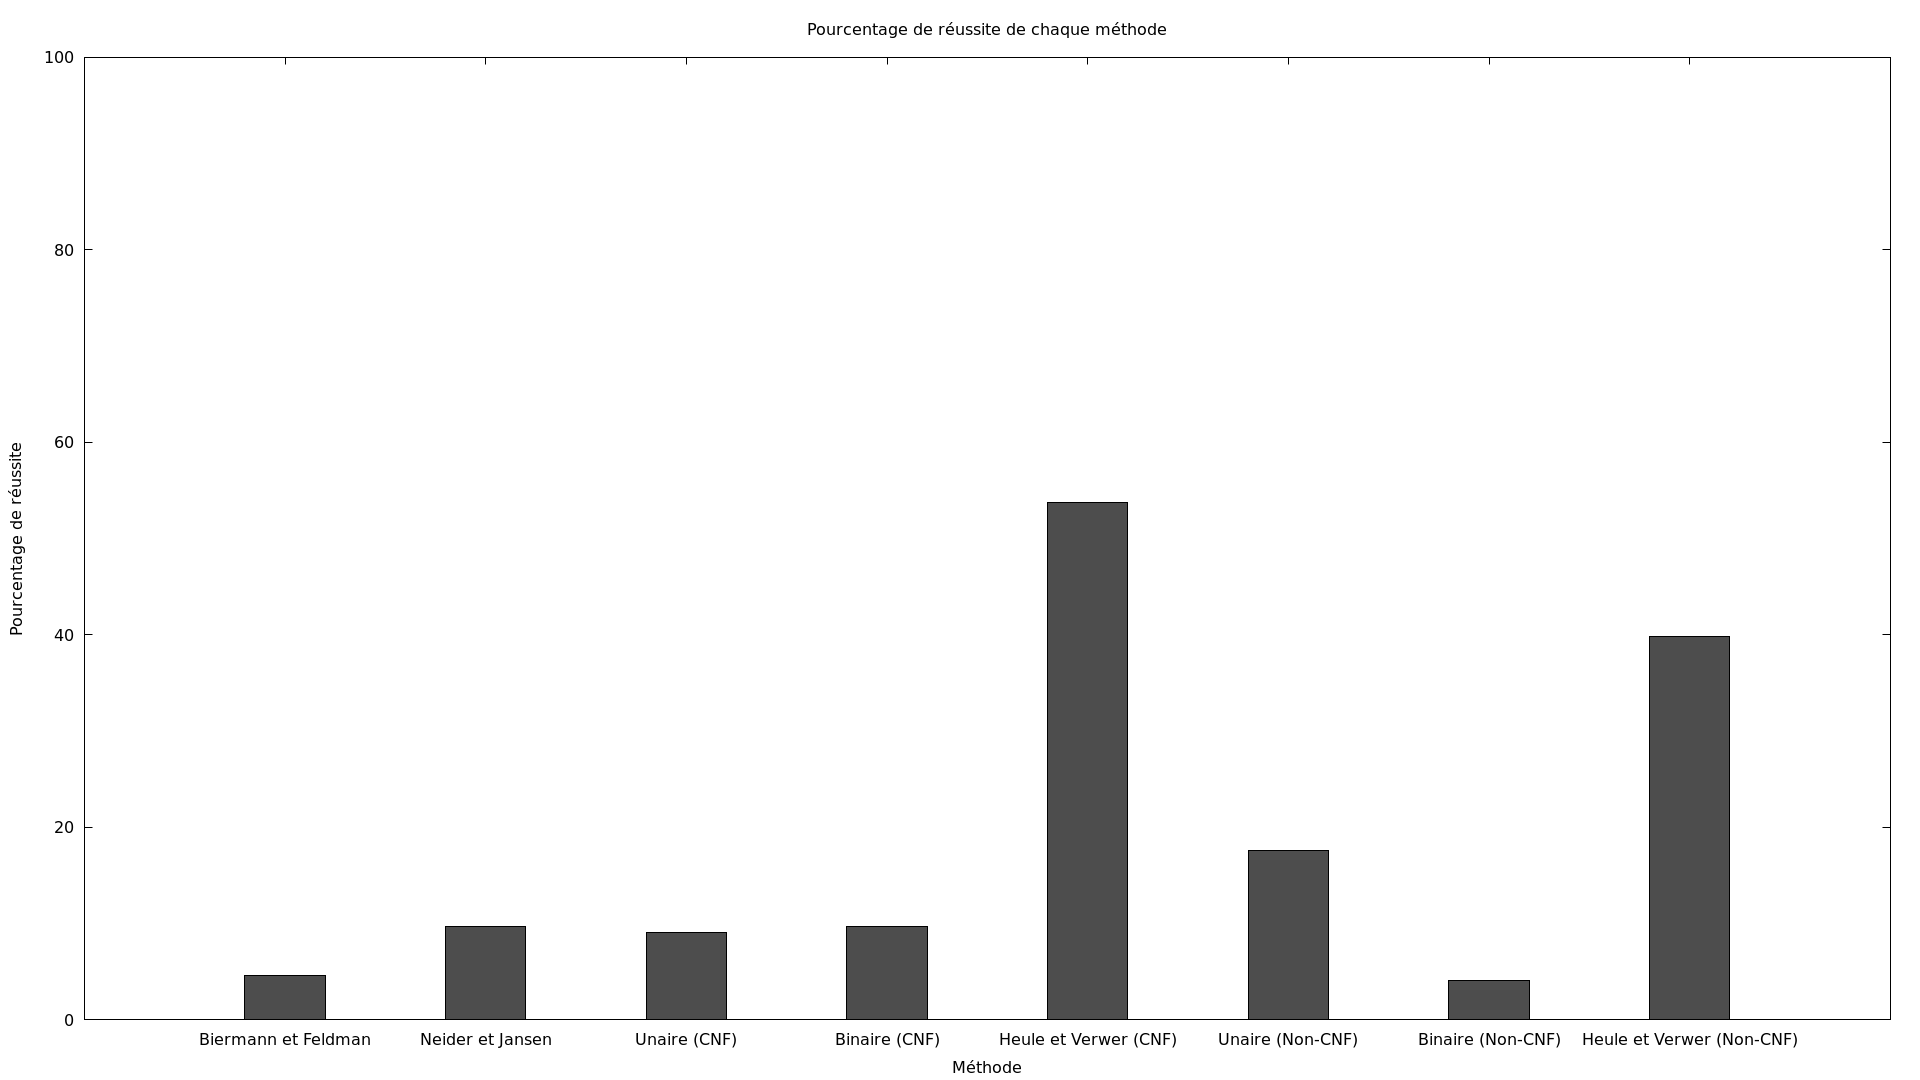 Pourcentage de réussite de chaque méthode
100
80
60
40
20
0
Pourcentage de réussite
Biermann et Feldman
Neider et Jansen
Unaire (CNF)
Binaire (CNF)
Heule et Verwer (CNF)
Unaire (Non-CNF)
Binaire (Non-CNF)
Heule et Verwer (Non-CNF)
Méthode